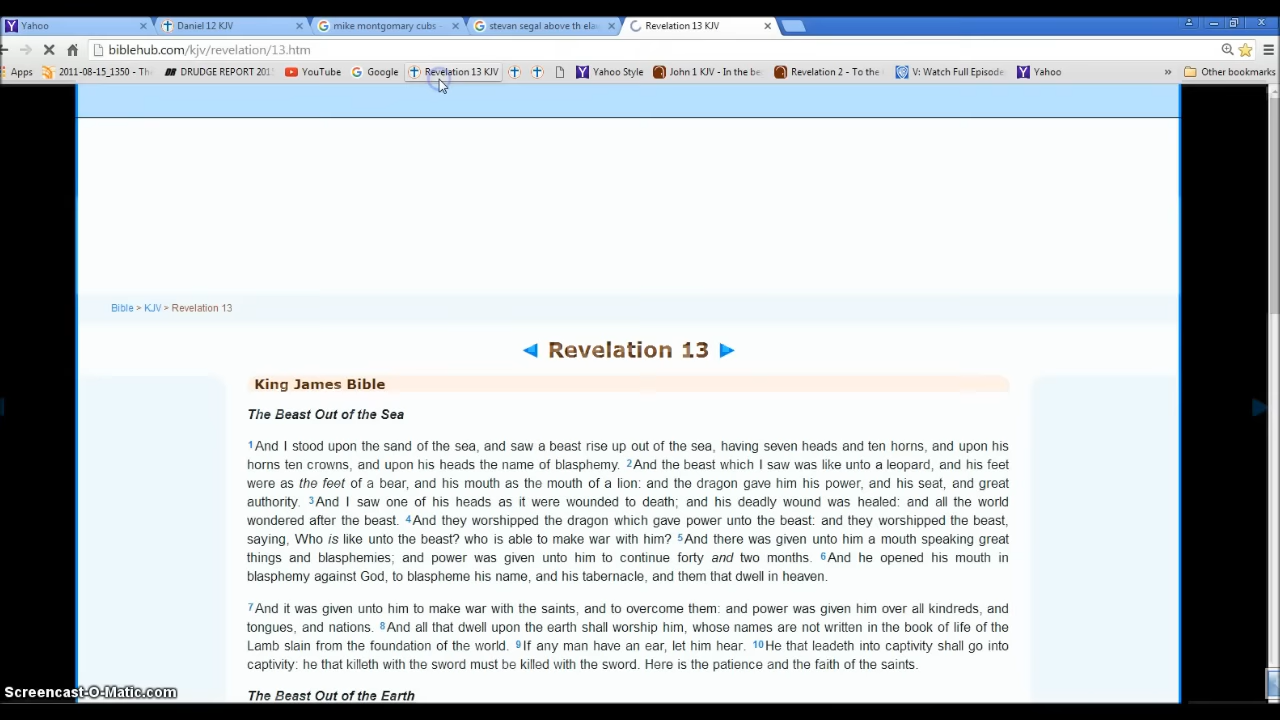 Yahoo
Daniel 12 KJV
mike montgomary cubs -
stevan segal above th ela
Revelation 13 KJV
biblehub.com/kjv/revelation/13.htm
Apps
2011-08-15_1350 - Th
DRUDGE REPORT 201
YouTube
Google
Revelation 13 KJV
Yahoo Style
John 1 KJV - In the be
Revelation 2 - To the
V: Watch Full Episode
Yahoo
»
Other bookmarks
Bible > KJV > Revelation 13
Revelation 13
King James Bible
The Beast Out of the Sea
1And I stood upon the sand of the sea, and saw a beast rise up out of the sea, having seven heads and ten horns, and upon his
horns ten crowns, and upon his heads the name of blasphemy. 2And the beast which I saw was like unto a leopard, and his feet
were as the feet of a bear, and his mouth as the mouth of a lion: and the dragon gave him his power, and his seat, and great
authority. 3And I saw one of his heads as it were wounded to death; and his deadly wound was healed: and all the world
wondered after the beast. 4And they worshipped the dragon which gave power unto the beast: and they worshipped the beast,
saying, Who is like unto the beast? who is able to make war with him? 5And there was given unto him a mouth speaking great
things and blasphemies; and power was given unto him to continue forty and two months. 6And he opened his mouth in
blasphemy against God, to blaspheme his name, and his tabernacle, and them that dwell in heaven.
7And it was given unto him to make war with the saints, and to overcome them: and power was given him over all kindreds, and
tongues, and nations. 8And all that dwell upon the earth shall worship him, whose names are not written in the book of life of the
Lamb slain from the foundation of the world. 9If any man have an ear, let him hear. 10He that leadeth into captivity shall go into
captivity: he that killeth with the sword must be killed with the sword. Here is the patience and the faith of the saints.
The Beast Out of the Earth
Screencast-O-Matic.com